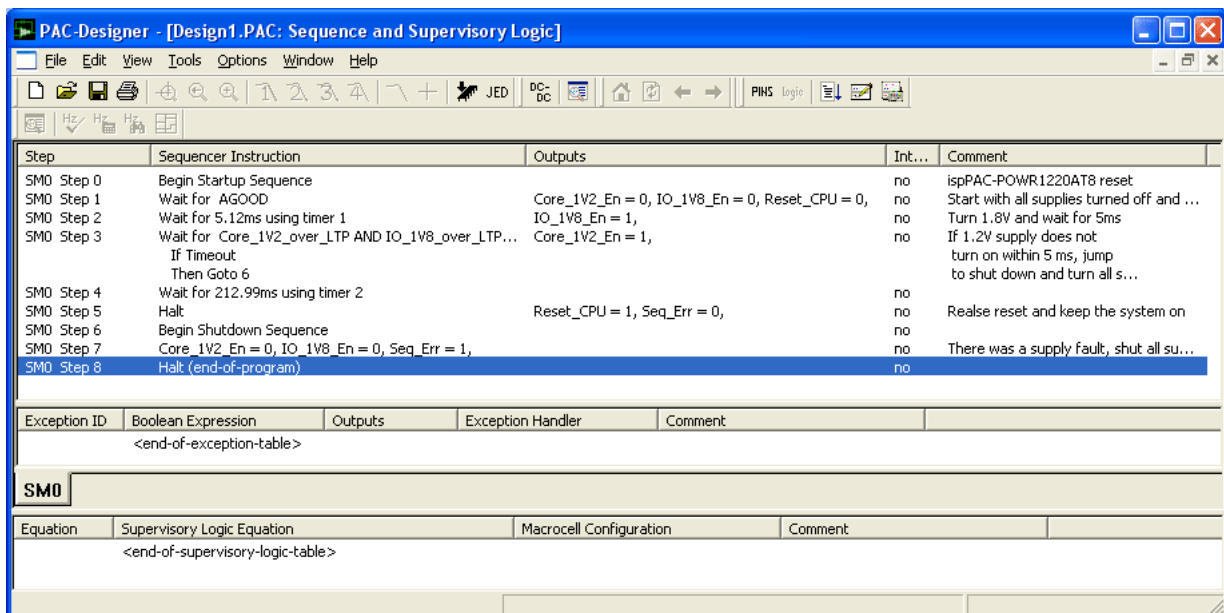 PAC-Designer - [Design1.PAC: Sequence and Supervisory Logic]
File Edit View Tools Options Window Help
JED DC-DC PINS logic
Hz Hz Hz
Step Sequencer Instruction Outputs Int... Comment
SM0 Step 0 Begin Startup Sequence no ispPAC-POWR1220AT8 reset
SM0 Step 1 Wait for AGOOD Core_1V2_En = 0, IO_1V8_En = 0, Reset_CPU = 0, no Start with all supplies turned off and ...
SM0 Step 2 Wait for 5.12ms using timer 1 IO_1V8_En = 1, no Turn 1.8V and wait for 5ms
SM0 Step 3 Wait for Core_1V2_over_LTP AND IO_1V8_over_LTP... Core_1V2_En = 1, no If 1.2V supply does not
If Timeout turn on within 5 ms, jump
Then Goto 6 to shut down and turn all s...
SM0 Step 4 Wait for 212.99ms using timer 2 no
SM0 Step 5 Halt Reset_CPU = 1, Seq_Err = 0, no Realse reset and keep the system on
SM0 Step 6 Begin Shutdown Sequence no
SM0 Step 7 Core_1V2_En = 0, IO_1V8_En = 0, Seq_Err = 1, no There was a supply fault, shut all su...
SM0 Step 8 Halt (end-of-program) no
Exception ID Boolean Expression Outputs Exception Handler Comment
<end-of-exception-table>
SM0
Equation Supervisory Logic Equation Macrocell Configuration Comment
<end-of-supervisory-logic-table>